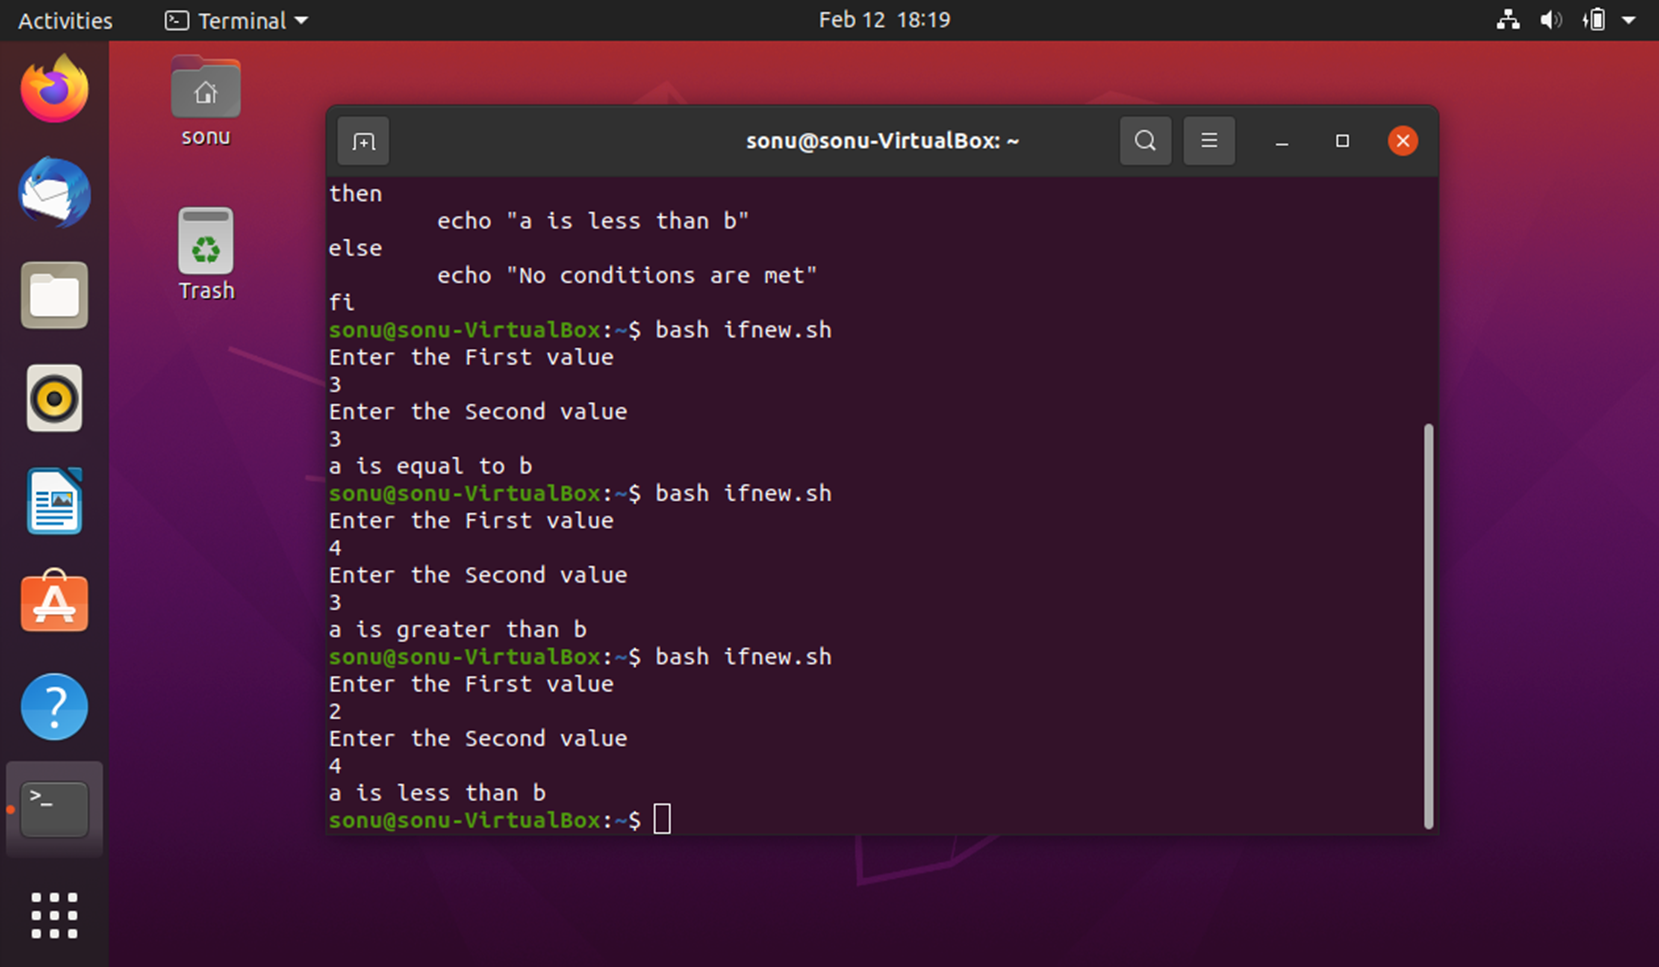 Activities Terminal Feb 12 18:19
sonu
Trash
sonu@sonu-VirtualBox: ~
then
        echo "a is less than b"
else
        echo "No conditions are met"
fi
sonu@sonu-VirtualBox:~$ bash ifnew.sh
Enter the First value
3
Enter the Second value
3
a is equal to b
sonu@sonu-VirtualBox:~$ bash ifnew.sh
Enter the First value
4
Enter the Second value
3
a is greater than b
sonu@sonu-VirtualBox:~$ bash ifnew.sh
Enter the First value
2
Enter the Second value
4
a is less than b
sonu@sonu-VirtualBox:~$